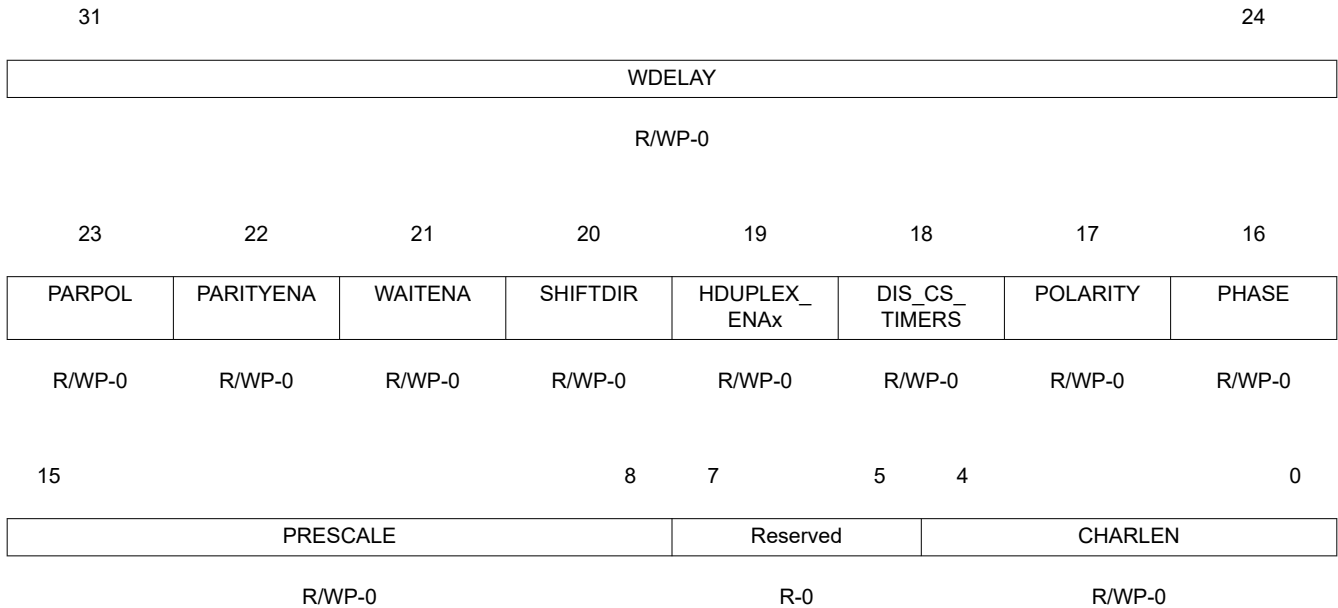 31 24
WDELAY
R/WP-0
23 22 21 20 19 18 17 16
PARPOL PARITYENA WAITENA SHIFTDIR HDUPLEX_ DIS_CS_ POLARITY PHASE
ENAx TIMERS
R/WP-0 R/WP-0 R/WP-0 R/WP-0 R/WP-0 R/WP-0 R/WP-0 R/WP-0
15 8 7 5 4 0
PRESCALE Reserved CHARLEN
R/WP-0 R-0 R/WP-0